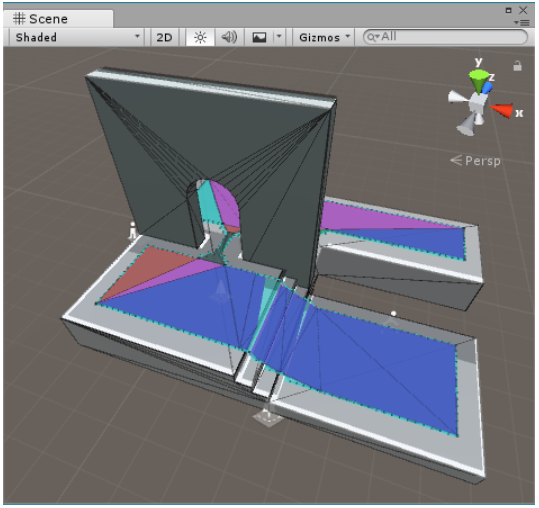 # Scene
Shaded 2D Gizmos All
y
z
x
Persp